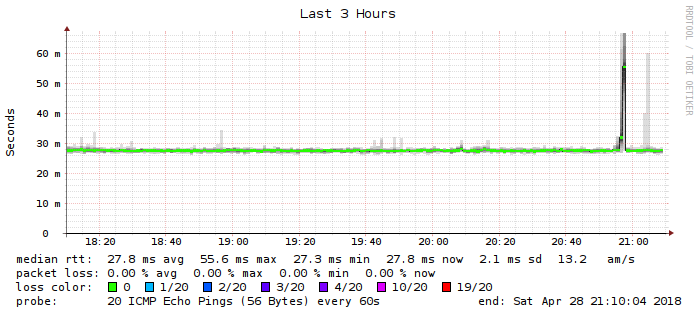 Last 3 Hours
RRDTOOL / TOBI OETIKER
Seconds
60 m
50 m
40 m
30 m
20 m
10 m
0
18:20 18:40 19:00 19:20 19:40 20:00 20:20 20:40 21:00
median rtt: 27.8 ms avg 55.6 ms max 27.3 ms min 27.8 ms now 2.1 ms sd 13.2 am/s
packet loss: 0.00 % avg 0.00 % max 0.00 % min 0.00 % now
loss color: 0 1/20 2/20 3/20 4/20 10/20 19/20
probe: 20 ICMP Echo Pings (56 Bytes) every 60s end: Sat Apr 28 21:10:04 2018